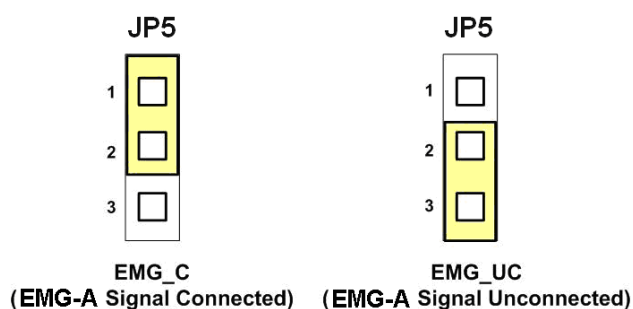 JP5
1
2
3
EMG_C
(EMG-A Signal Connected)
JP5
1
2
3
EMG_UC
(EMG-A Signal Unconnected)